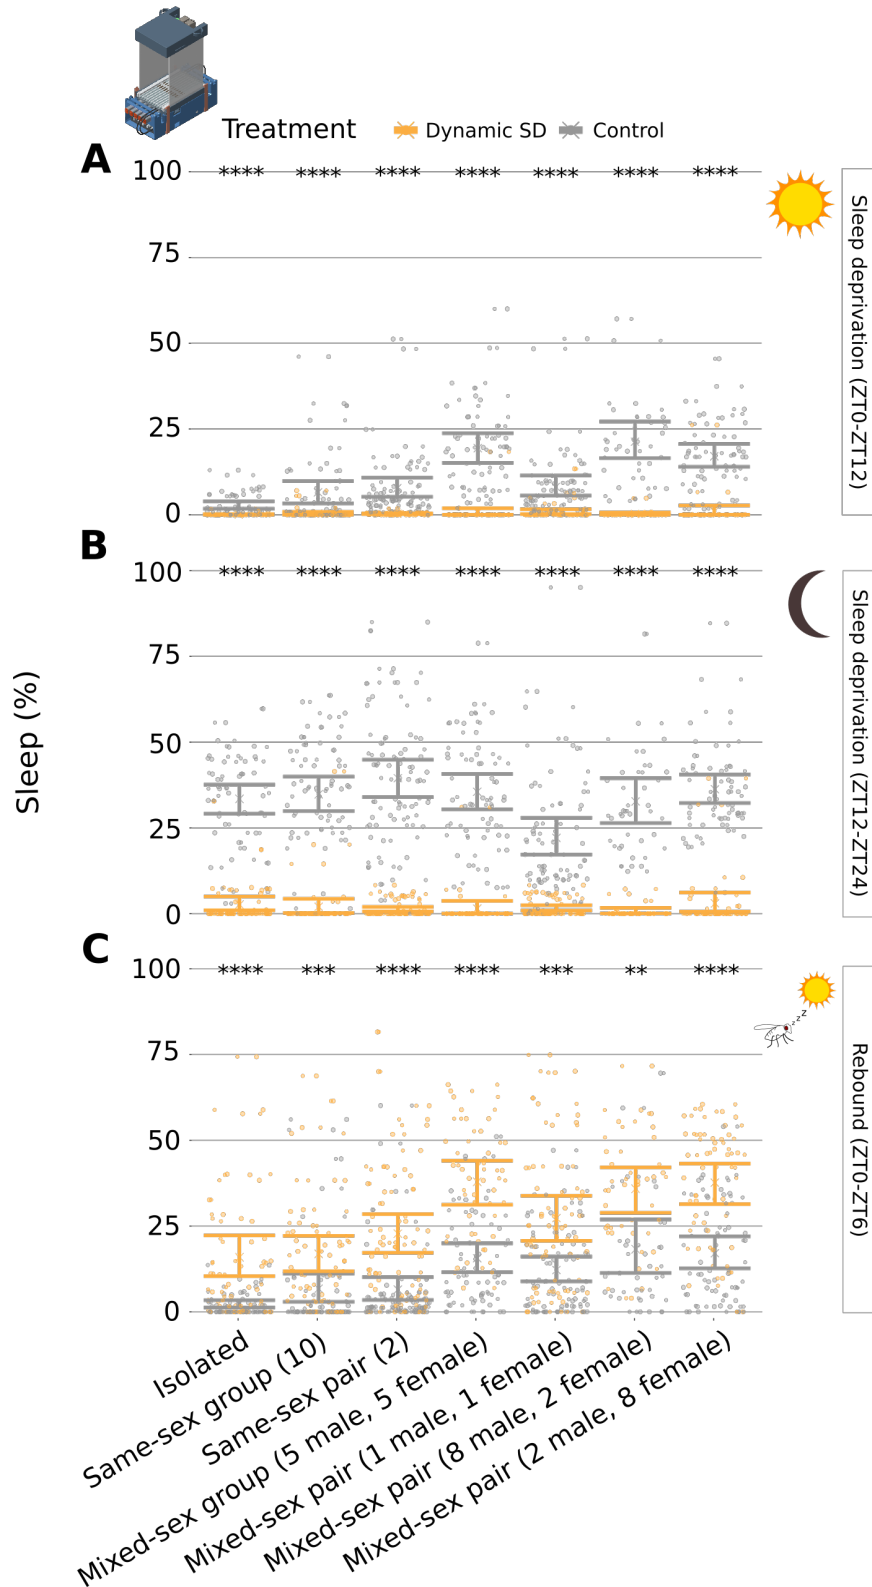 Treatment Dynamic SD Control
A
100 **** **** **** **** **** **** ****
75
50
25
0
Sleep deprivation (ZT0-ZT12)
B
100 **** **** **** **** **** **** ****
75
50
25
0
Sleep deprivation (ZT12-ZT24)
Sleep (%)
C
100 **** *** **** **** *** ** ****
z z z
75
50
25
0
Rebound (ZT0-ZT6)
Isolated
Same-sex group (10)
Same-sex pair (2)
Mixed-sex group (5 male, 5 female)
Mixed-sex pair (1 male, 1 female)
Mixed-sex pair (8 male, 2 female)
Mixed-sex pair (2 male, 8 female)